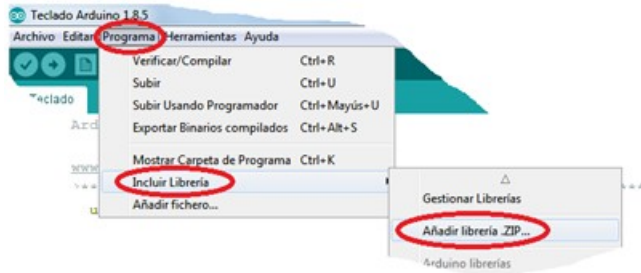 Teclado Arduino 1.8.5
Archivo Editar Programa Herramientas Ayuda
Verificar/Compilar Ctrl+R
Subir Ctrl+U
Teclado
Subir Usando Programador Ctrl+Mayús+U
Ard
Exportar Binarios compilados Ctrl+Alt+S
Mostrar Carpeta de Programa Ctrl+K
Incluir Librería
Gestionar Librerías
Añadir fichero...
Añadir librería .ZIP...
Arduino librerías